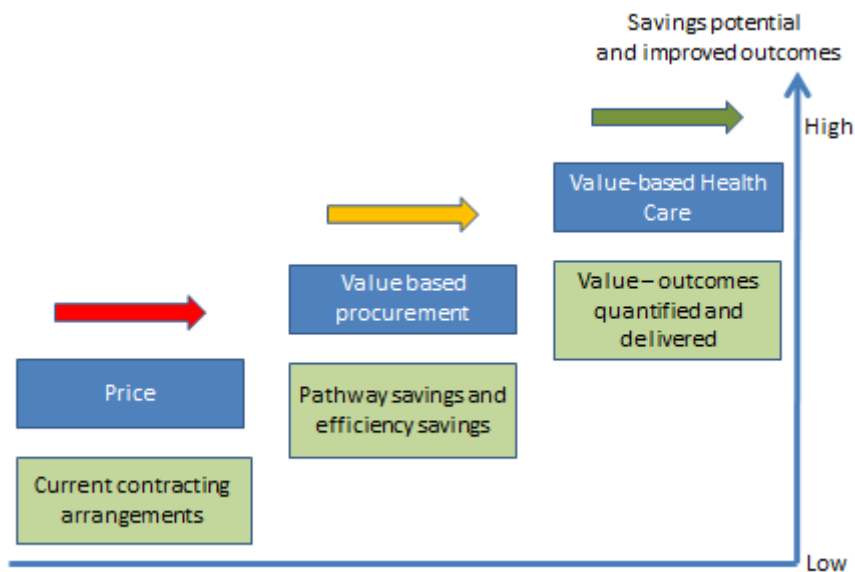 Savings potential
and improved outcomes
High
Value-based Health
Care
Value based
procurement
Value – outcomes
quantified and
delivered
Price
Pathway savings and
efficiency savings
Current contracting
arrangements
Low